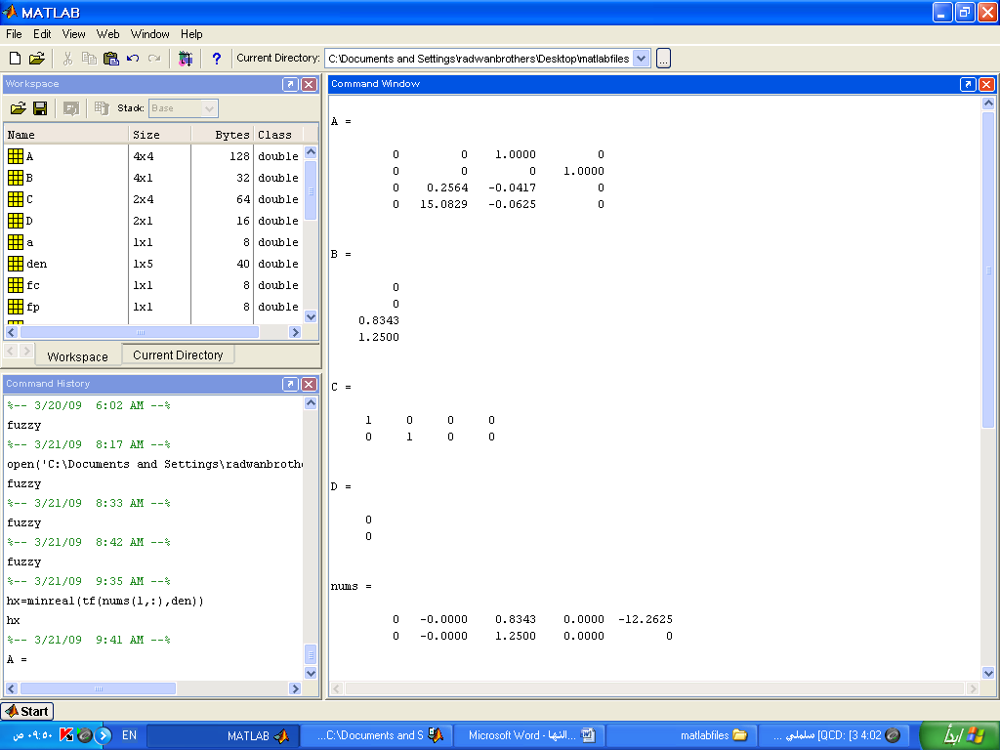 MATLAB
File Edit View Web Window Help
Current Directory: C:\Documents and Settings\radwanbrothers\Desktop\matlabfiles ...
Workspace
Stack: Base
Name Size Bytes Class
A 4x4 128 double
B 4x1 32 double
C 2x4 64 double
D 2x1 16 double
a 1x1 8 double
den 1x5 40 double
fc 1x1 8 double
fp 1x1 8 double
Workspace Current Directory
Command History
%-- 3/20/09 6:02 AM --%
fuzzy
%-- 3/21/09 8:17 AM --%
open('C:\Documents and Settings\radwanbrothe
fuzzy
%-- 3/21/09 8:33 AM --%
fuzzy
%-- 3/21/09 8:42 AM --%
fuzzy
%-- 3/21/09 9:35 AM --%
hx=minreal(tf(nums(1,:),den))
hx
%-- 3/21/09 9:41 AM --%
A =
Command Window
A =
0 0 1.0000 0
0 0 0 1.0000
0 0.2564 -0.0417 0
0 15.0829 -0.0625 0
B =
0
0
0.8343
1.2500
C =
1 0 0 0
0 1 0 0
D =
0
0
nums =
0 -0.0000 0.8343 0.0000 -12.2625
0 -0.0000 1.2500 0.0000 0
Start
٠٩:٥٠ ص EN MATLAB ...C:\Documents and S Microsoft Word - النها... matlabfiles ... سلملي [QCD: [3 4:02 ابدأ